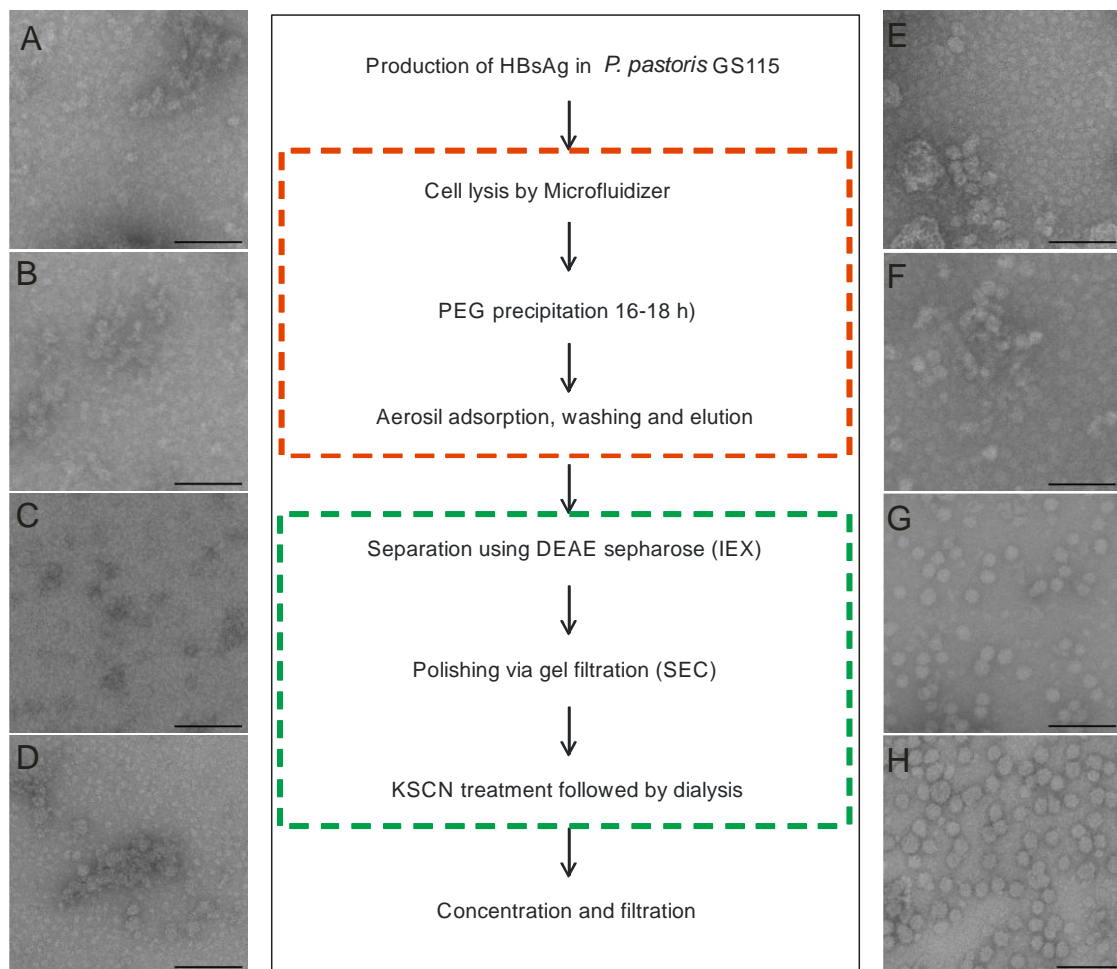 A
B
C
D
Production of HBsAg in P. pastoris GS115
Cell lysis by Microfluidizer
PEG precipitation 16-18 h)
Aerosil adsorption, washing and elution
Separation using DEAE sepharose (IEX)
Polishing via gel filtration (SEC)
KSCN treatment followed by dialysis
Concentration and filtration
E
F
G
H